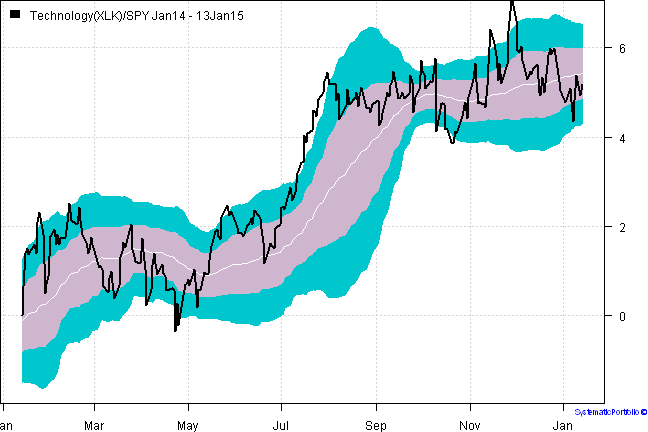 Technology(XLK)/SPY Jan14 - 13Jan15
6
4
2
0
SystematicPortfolio ©
an Mar May Jul Sep Nov Jan